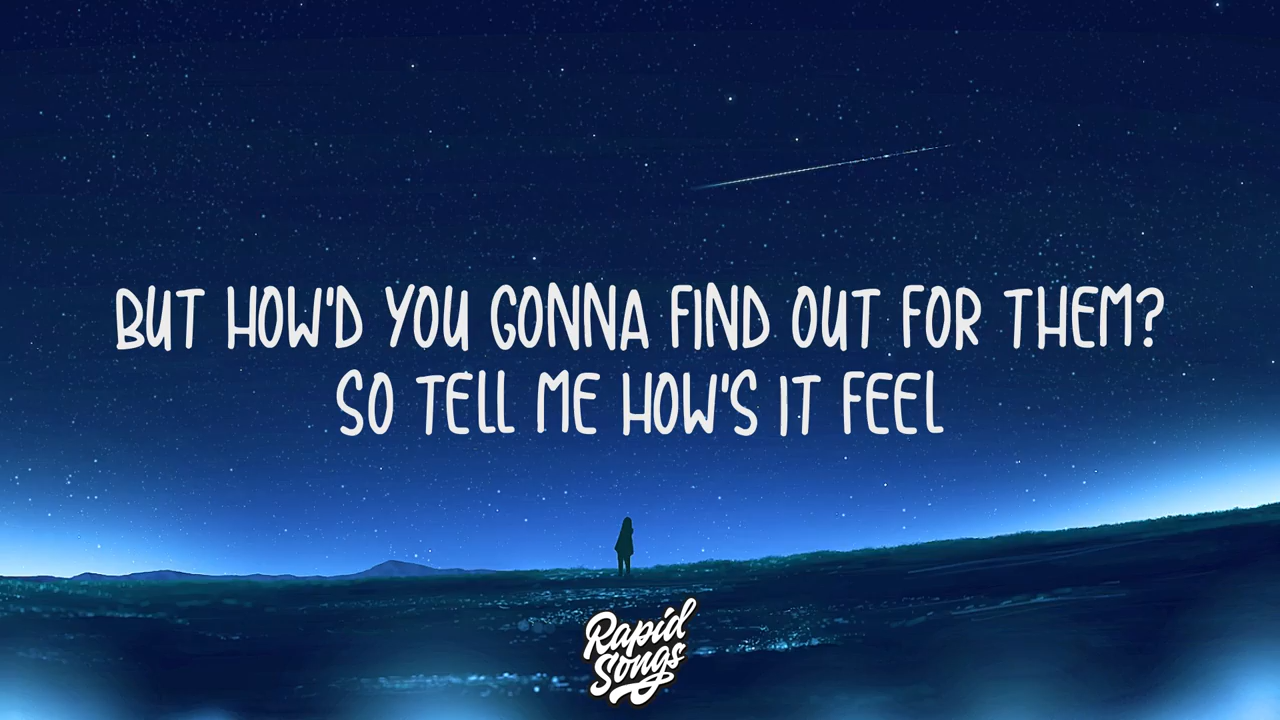 BUT HOW'D YOU GONNA FIND OUT FOR THEM?
SO TELL ME HOW'S IT FEEL
Rapid
Songs